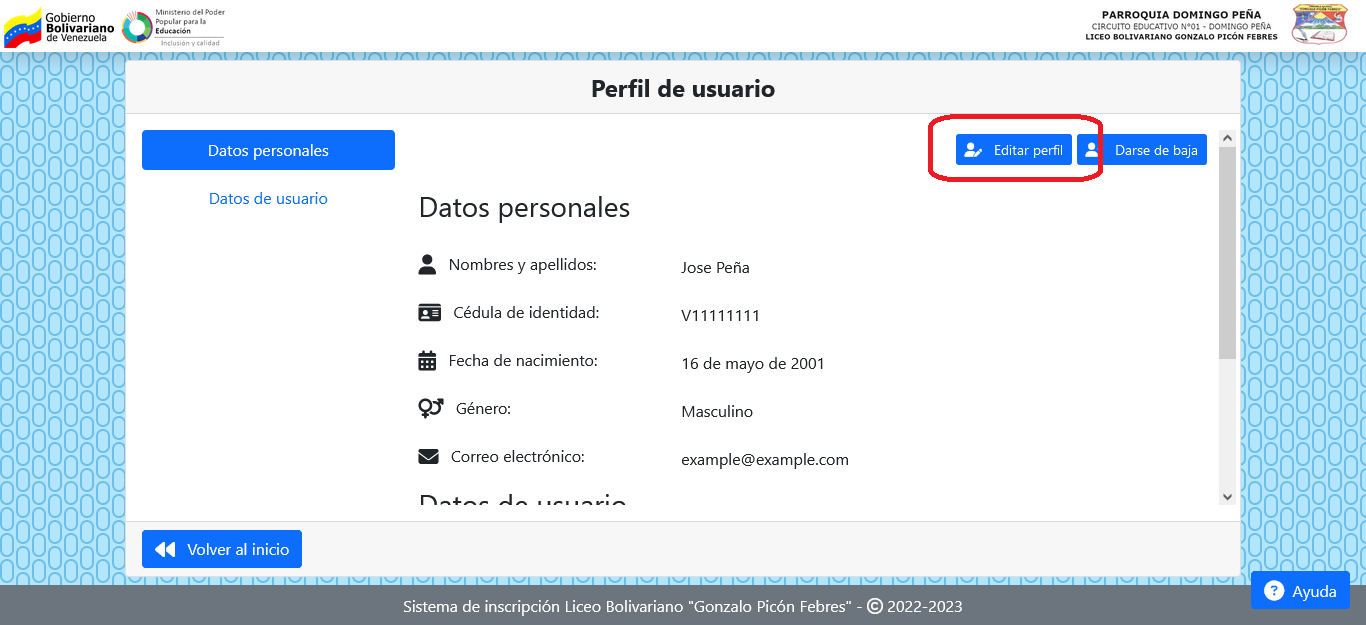 Gobierno
Bolivariano
de Venezuela
Ministerio del Poder
Popular para la
Educación
Inclusión y calidad
PARROQUIA DOMINGO PEÑA
CIRCUITO EDUCATIVO Nº01 - DOMINGO PEÑA
LICEO BOLIVARIANO GONZALO PICÓN FEBRES
Perfil de usuario
Datos personales
Datos de usuario
Editar perfil
Darse de baja
Datos personales
Nombres y apellidos: Jose Peña
Cédula de identidad: V11111111
Fecha de nacimiento: 16 de mayo de 2001
Género: Masculino
Correo electrónico: example@example.com
Datos de usuario
Volver al inicio
Ayuda
Sistema de inscripción Liceo Bolivariano "Gonzalo Picón Febres" - © 2022-2023